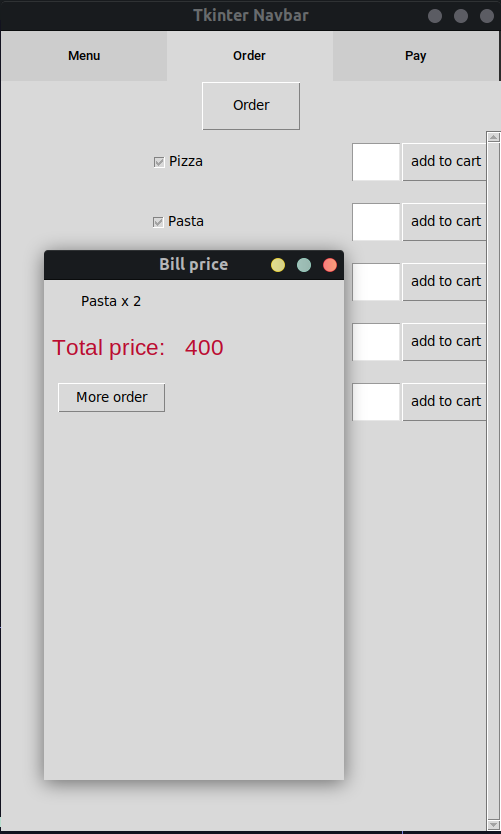 Tkinter Navbar
Menu Order Pay
Order
Pizza add to cart
Pasta add to cart
add to cart
add to cart
add to cart
Bill price
Pasta x 2
Total price: 400
More order